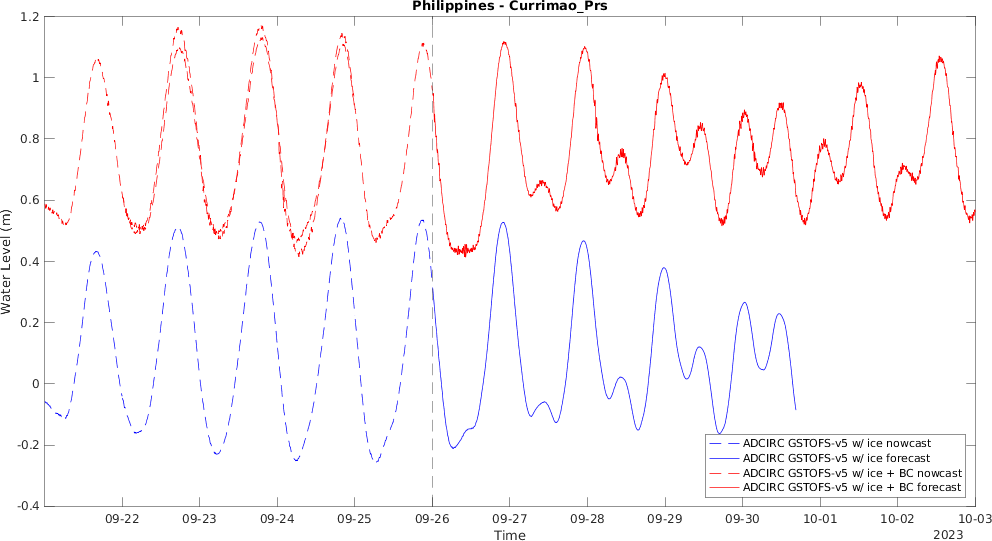 Philippines - Currimao_Prs
1.2
1
0.8
0.6
0.4
0.2
0
-0.2
-0.4
Water Level (m)
09-22 09-23 09-24 09-25 09-26 09-27 09-28 09-29 09-30 10-01 10-02 10-03
Time
2023
ADCIRC GSTOFS-v5 w/ ice nowcast
ADCIRC GSTOFS-v5 w/ ice forecast
ADCIRC GSTOFS-v5 w/ ice + BC nowcast
ADCIRC GSTOFS-v5 w/ ice + BC forecast